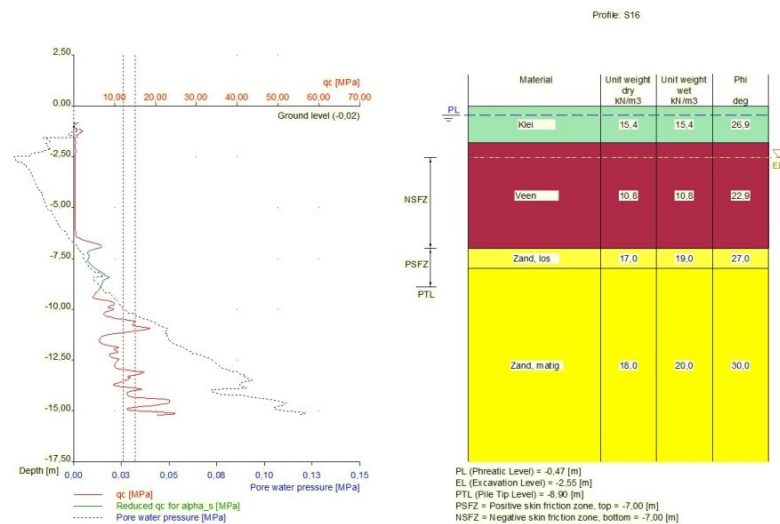 Profile: S16
2,50
qc [MPa]
10,00 20,00 30,00 40,00 50,00 60,00 70,00
0,00
Ground level (-0,02)
-2,50
-5,00
-7,50
-10,00
-12,50
-15,00
-17,50
Depth [m]
0,00 0,03 0,05 0,08 0,10 0,13 0,15
qc [MPa]
Pore water pressure [MPa]
Reduced qc for alpha_s [MPa]
Pore water pressure [MPa]
Material Unit weight dry kN/m3 Unit weight wet kN/m3 Phi deg
PL
Klei 15,4 15,4 26,9
NSFZ
Veen 10,8 10,8 22,9
PSFZ
Zand, los 17,0 19,0 27,0
PTL
Zand, matig 18,0 20,0 30,0
PL (Phreatic Level) = -0,47 [m]
EL (Excavation Level) = -2,55 [m]
PTL (Pile Tip Level) = -8,90 [m]
PSFZ = Positive skin friction zone, top = -7,00 [m]
NSFZ = Negative skin friction zone, bottom = -7,00 [m]